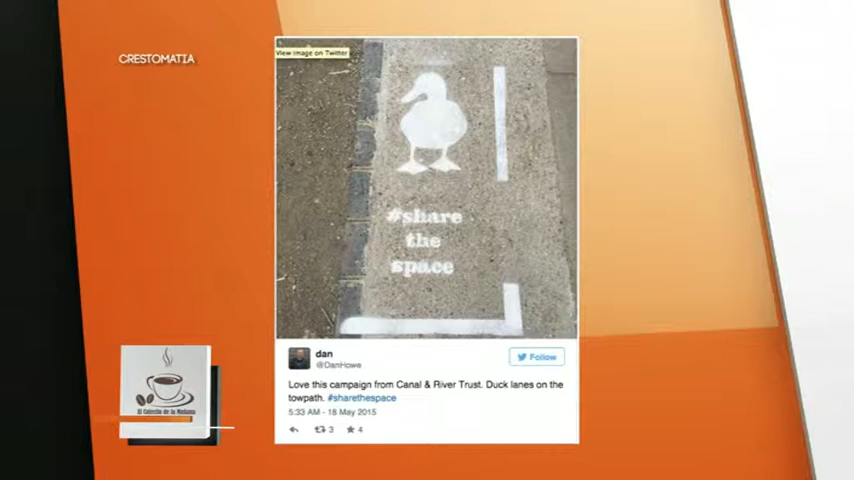 CRESTOMATIA
View image on Twitter
#share
the
space
dan
@DanHowe
Follow
Love this campaign from Canal & River Trust. Duck lanes on the
towpath. #sharethespace
5:33 AM - 18 May 2015
3
4
El Colecho de la Mañana